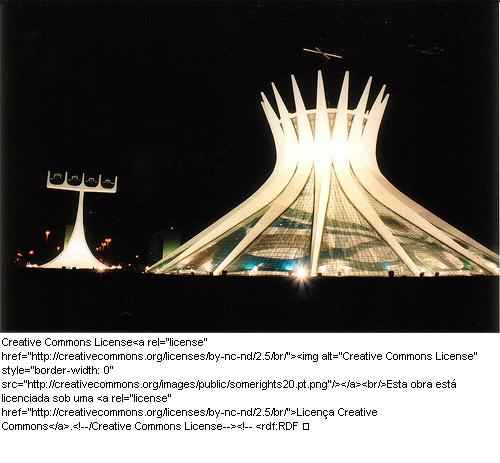 Creative Commons License<a rel="license"
href="http://creativecommons.org/licenses/by-nc-nd/2.5/br/"><img alt="Creative Commons License"
style="border-width: 0"
src="http://creativecommons.org/images/public/somerights20.pt.png"/></a><br/>Esta obra está
licenciada sob uma <a rel="license"
href="http://creativecommons.org/licenses/by-nc-nd/2.5/br/">Licença Creative
Commons</a>.<!--/Creative Commons License--><!-- <rdf:RDF